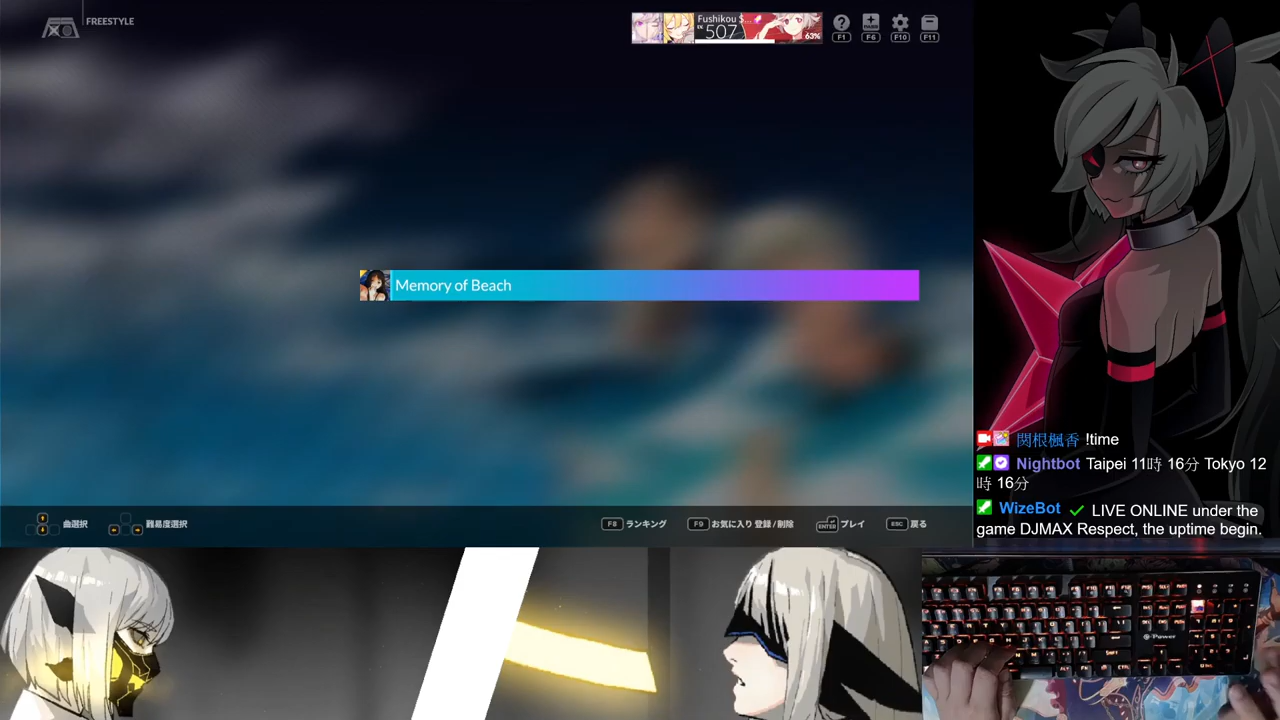 FREESTYLE
Fushikou S...
507
63%
F1
F6
F10
F11
Memory of Beach
曲選択
難易度選択
F8 ランキング
F9 お気に入り 登録/削除
ENTER プレイ
ESC 戻る
関根楓香 !time
Nightbot Taipei 11時 16分 Tokyo 12
時 16分
WizeBot ✓ LIVE ONLINE under the
game DJMAX Respect, the uptime begin.
G-Power